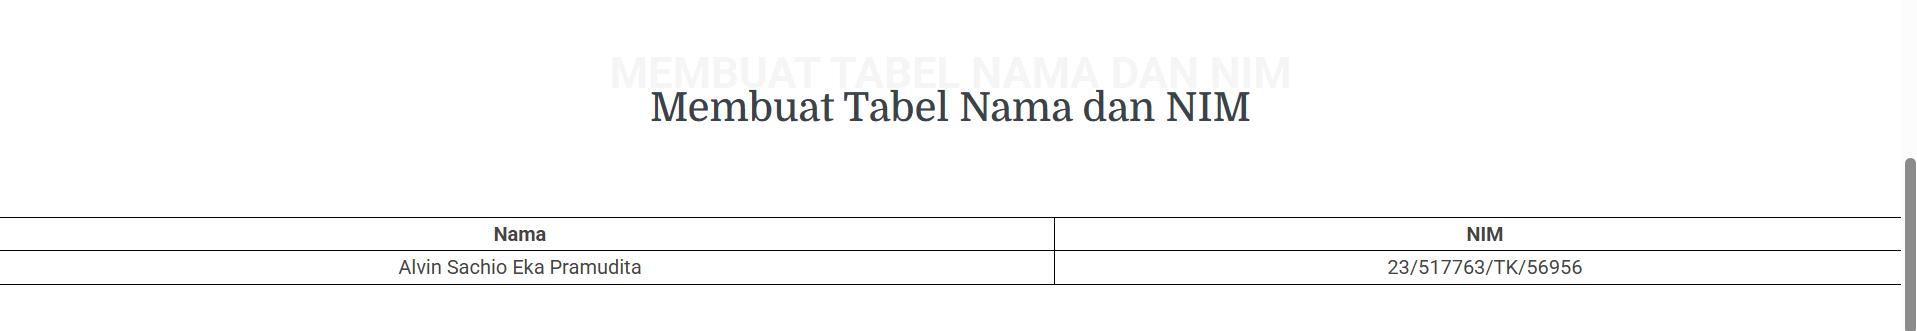 MEMBUAT TABEL NAMA DAN NIM
Membuat Tabel Nama dan NIM
Nama NIM
Alvin Sachio Eka Pramudita 23/517763/TK/56956